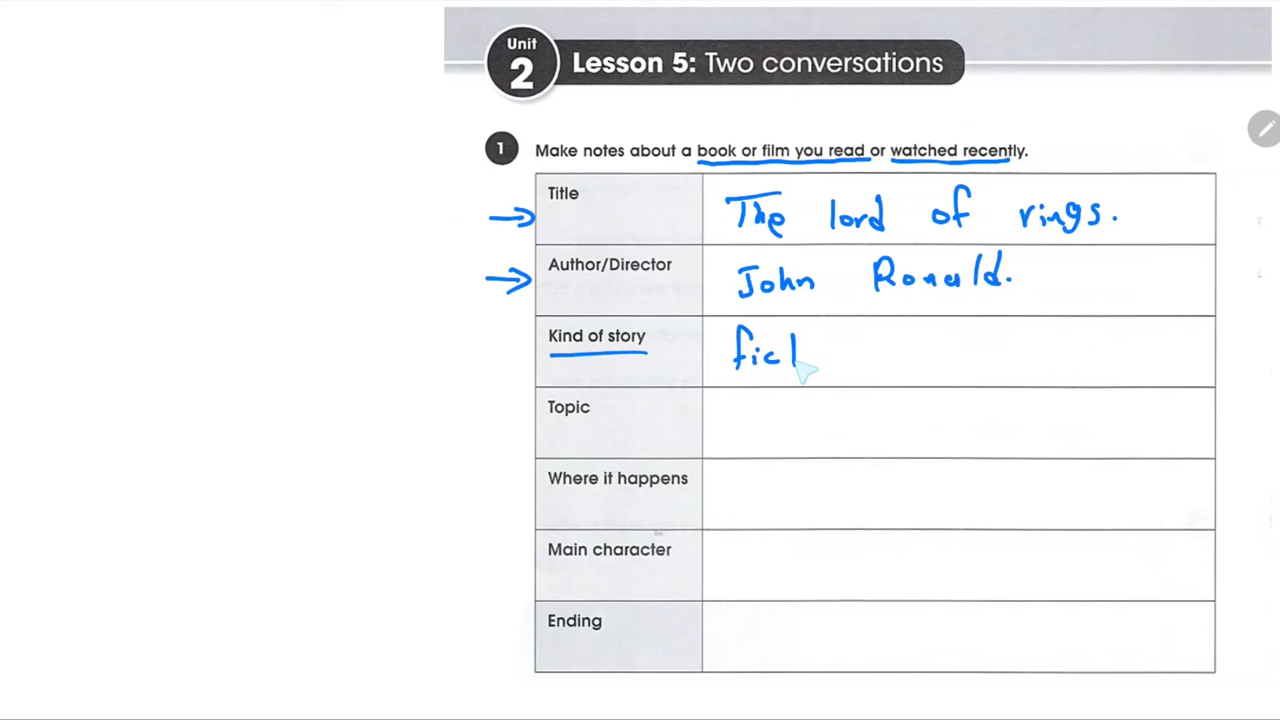 Unit
2
Lesson 5: Two conversations
1 Make notes about a book or film you read or watched recently.
Title The lord of rings.
Author/Director John Ronald.
Kind of story
Topic
Where it happens
Main character
Ending